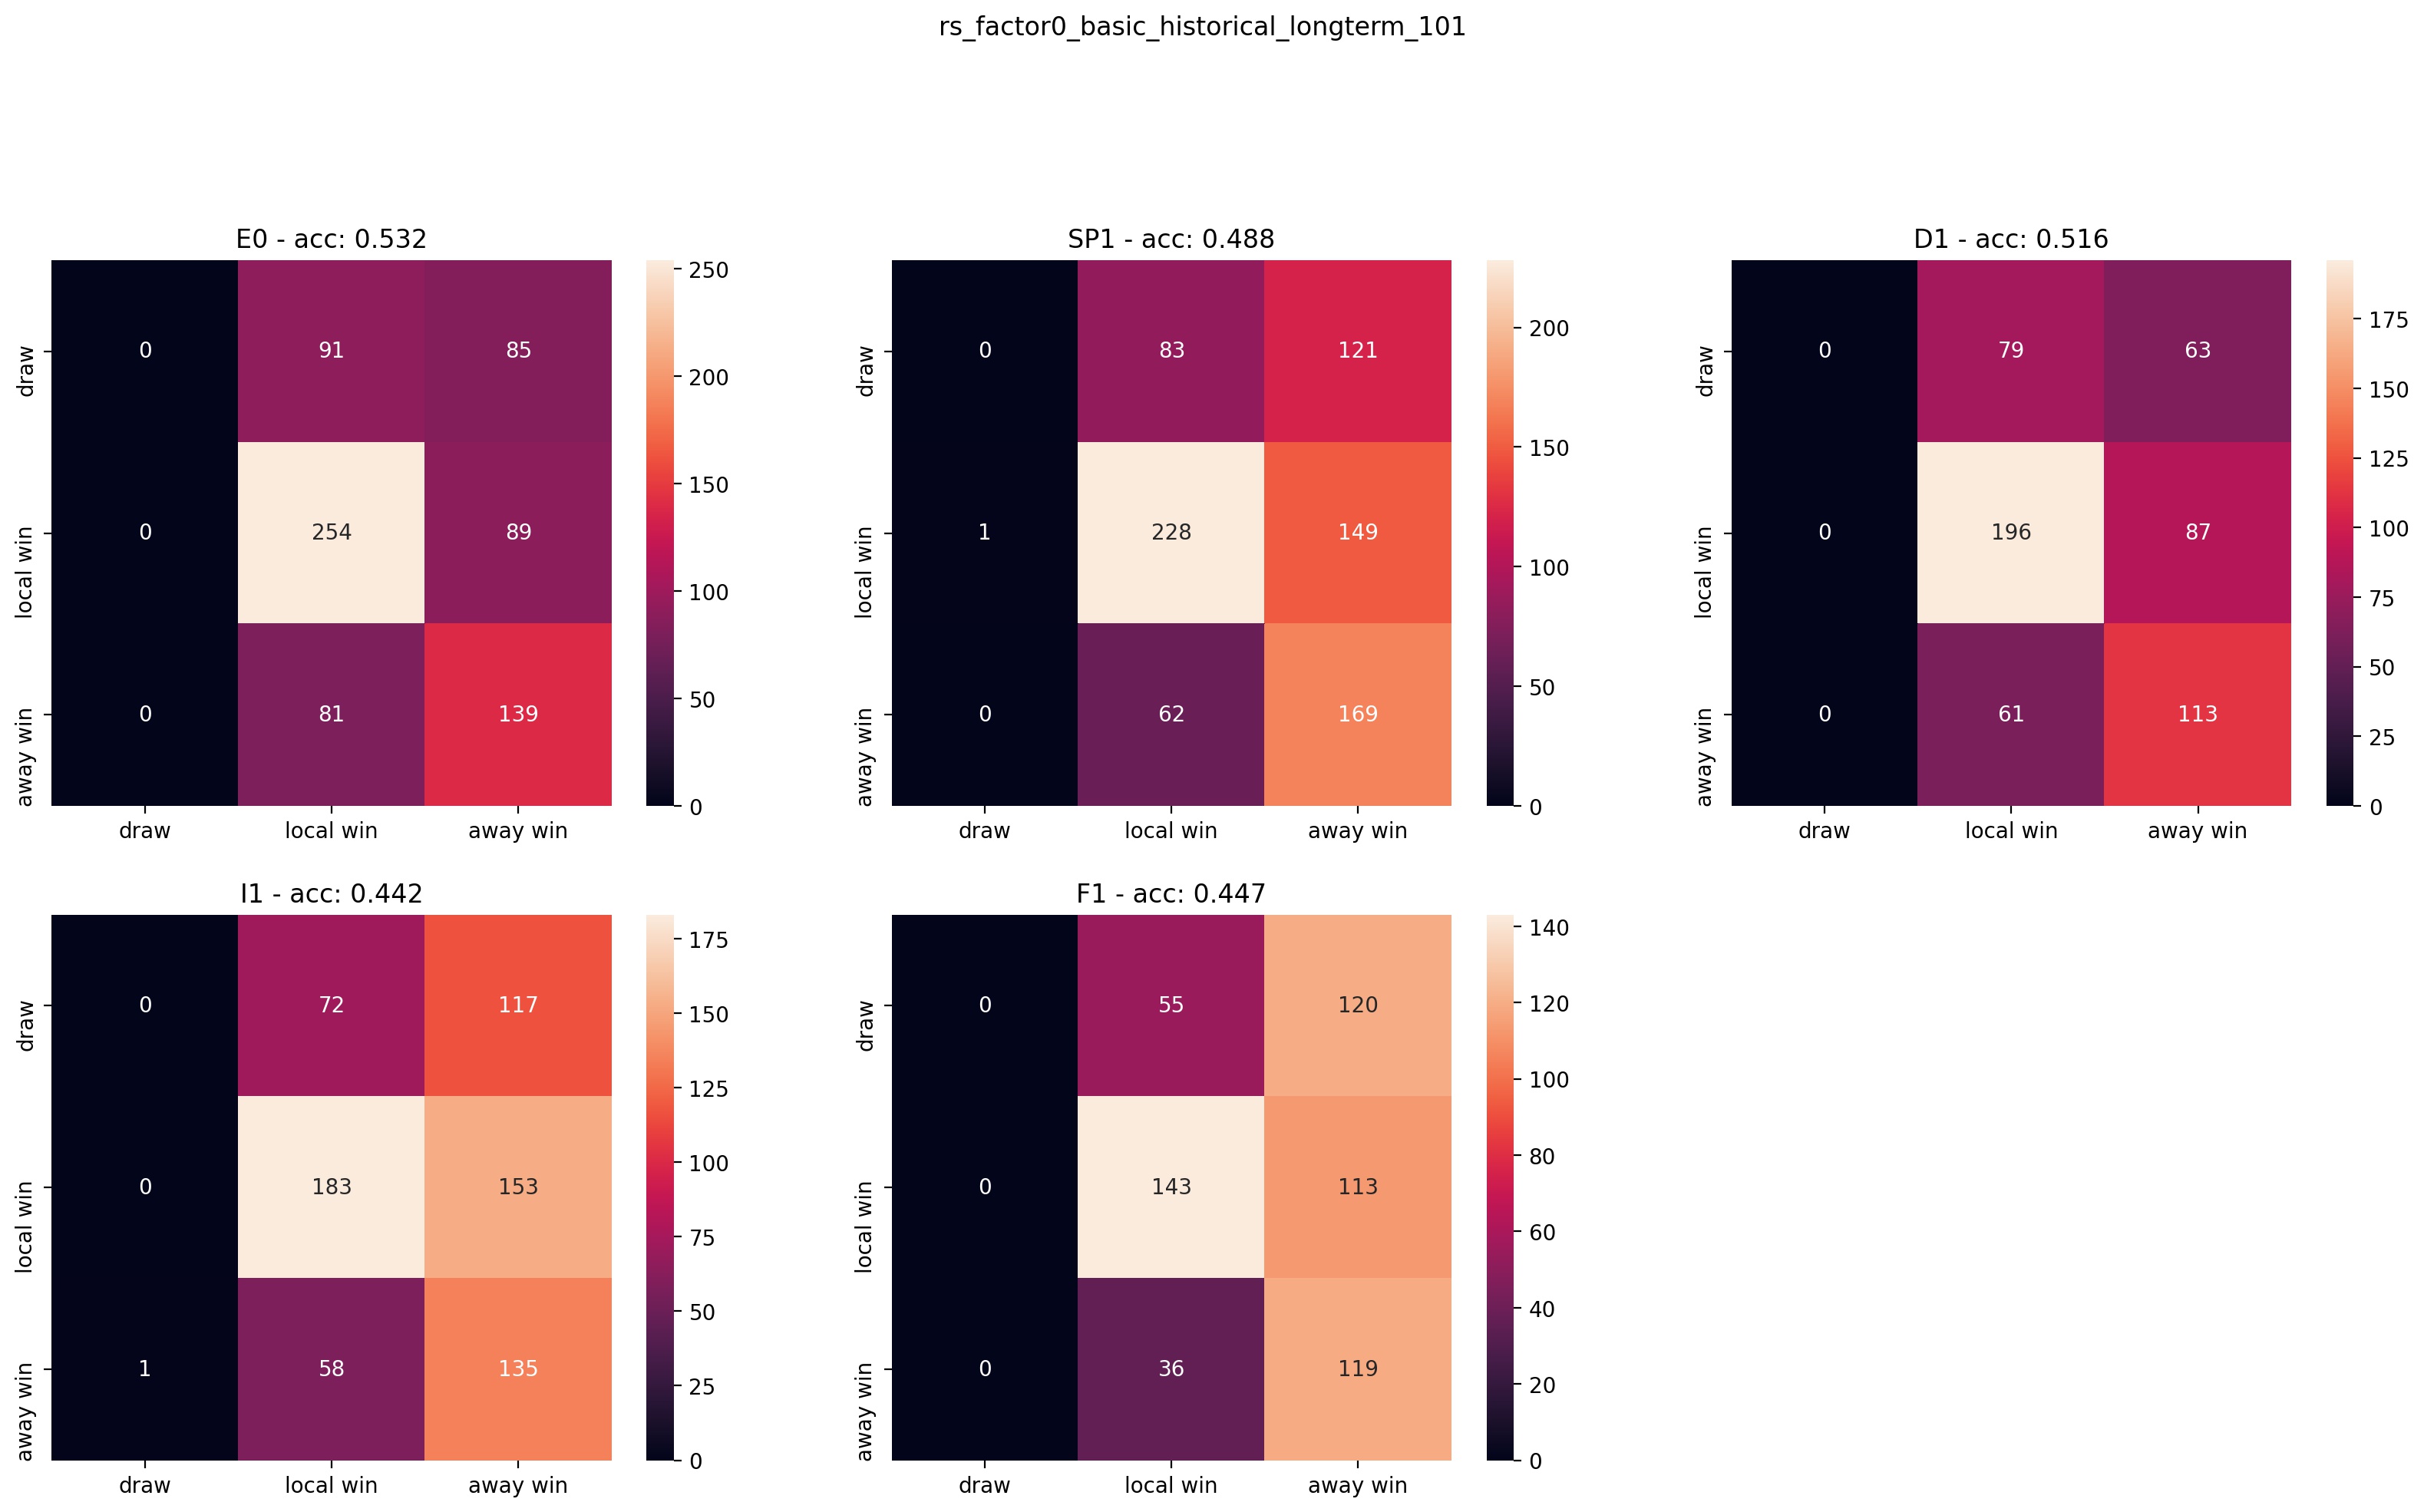 rs_factor0_basic_historical_longterm_101
E0 - acc: 0.532
draw
local win
away win
0 91 85
0 254 89
0 81 139
draw local win away win
250
200
150
100
50
0
SP1 - acc: 0.488
draw
local win
away win
0 83 121
1 228 149
0 62 169
draw local win away win
200
150
100
50
0
D1 - acc: 0.516
draw
local win
away win
0 79 63
0 196 87
0 61 113
draw local win away win
175
150
125
100
75
50
25
0
I1 - acc: 0.442
draw
local win
away win
0 72 117
0 183 153
1 58 135
draw local win away win
175
150
125
100
75
50
25
0
F1 - acc: 0.447
draw
local win
away win
0 55 120
0 143 113
0 36 119
draw local win away win
140
120
100
80
60
40
20
0